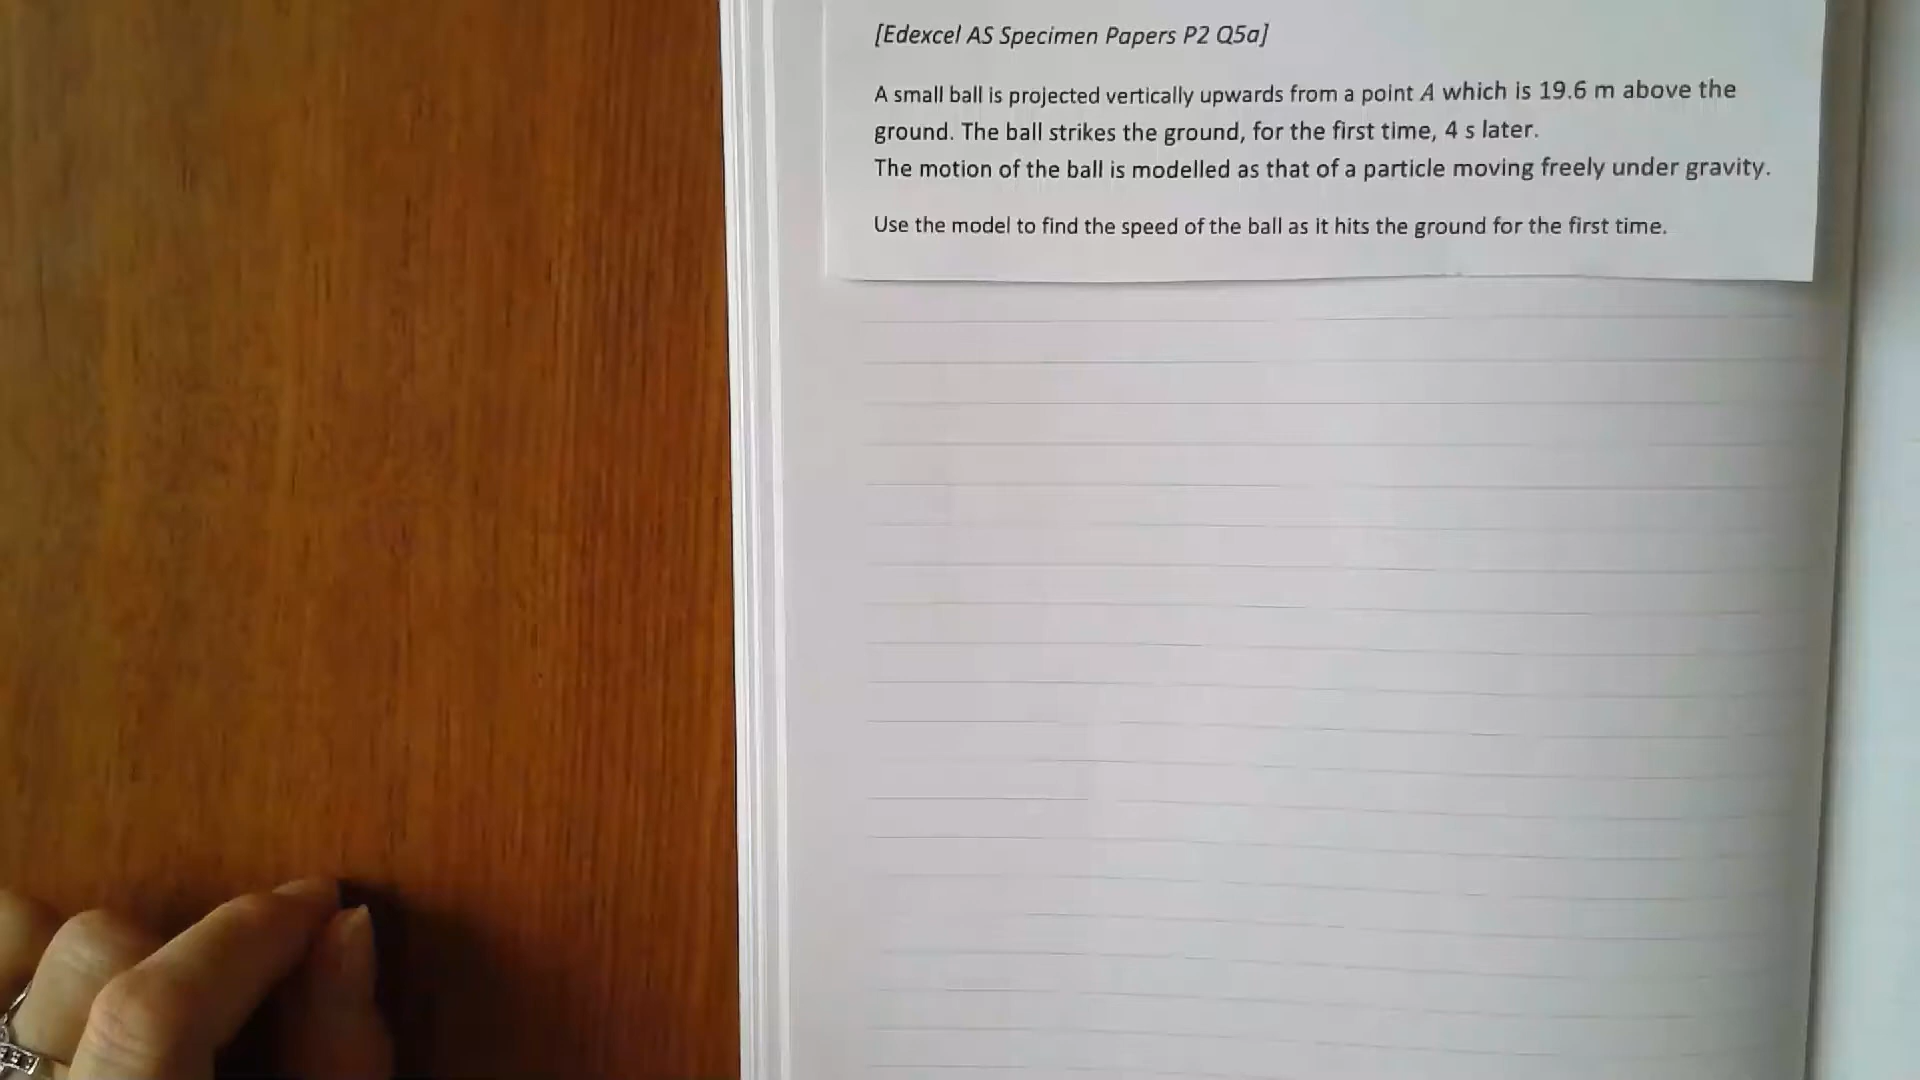 [Edexcel AS Specimen Papers P2 Q5a]
A small ball is projected vertically upwards from a point A which is 19.6 m above the
ground. The ball strikes the ground, for the first time, 4 s later.
The motion of the ball is modelled as that of a particle moving freely under gravity.
Use the model to find the speed of the ball as it hits the ground for the first time.